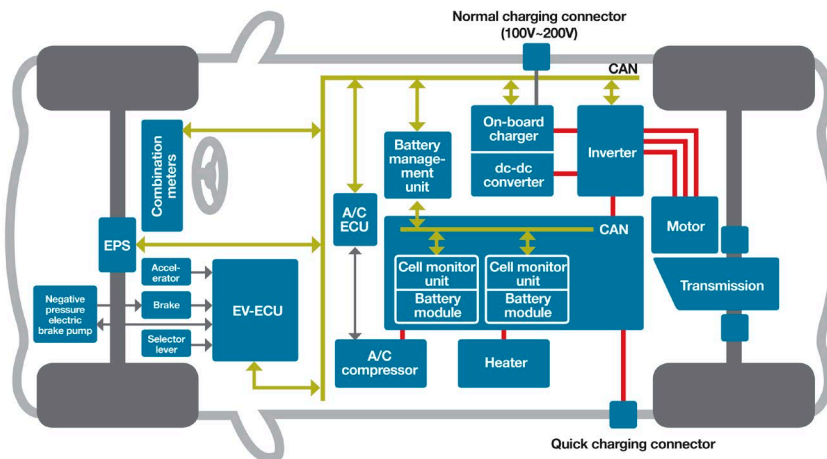 Normal charging connector
(100V~200V)
CAN
Combination
meters
Battery
manage-
ment
unit
On-board
charger
dc-dc
converter
Inverter
A/C
ECU
EPS
CAN
Motor
Accel-
erator
Cell monitor
unit
Battery
module
Cell monitor
unit
Battery
module
Transmission
Negative
pressure
electric
brake pump
Brake
EV-ECU
Selector
lever
A/C
compressor
Heater
Quick charging connector